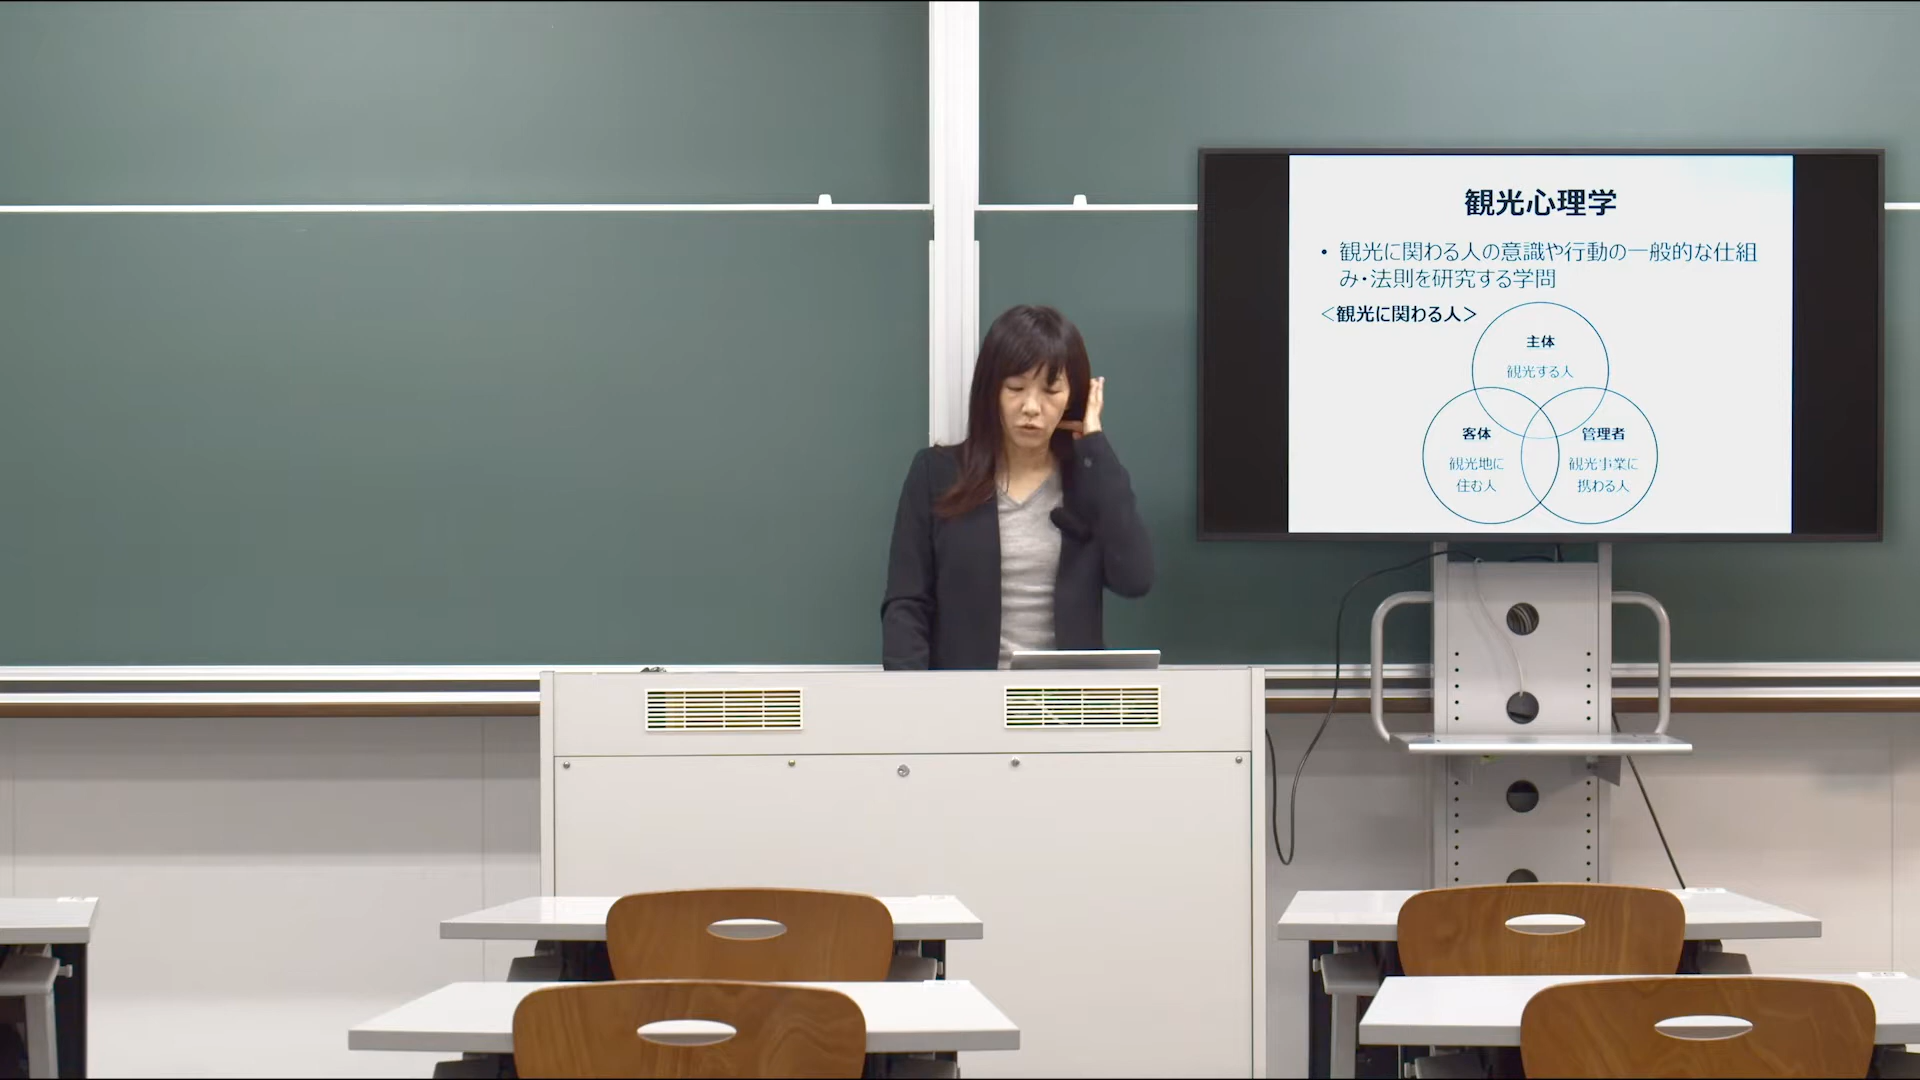 観光心理学
• 観光に関わる人の意識や行動の一般的な仕組
み・法則を研究する学問
＜観光に関わる人＞
主体
観光する人
客体
観光地に
住む人
管理者
観光事業に
携わる人